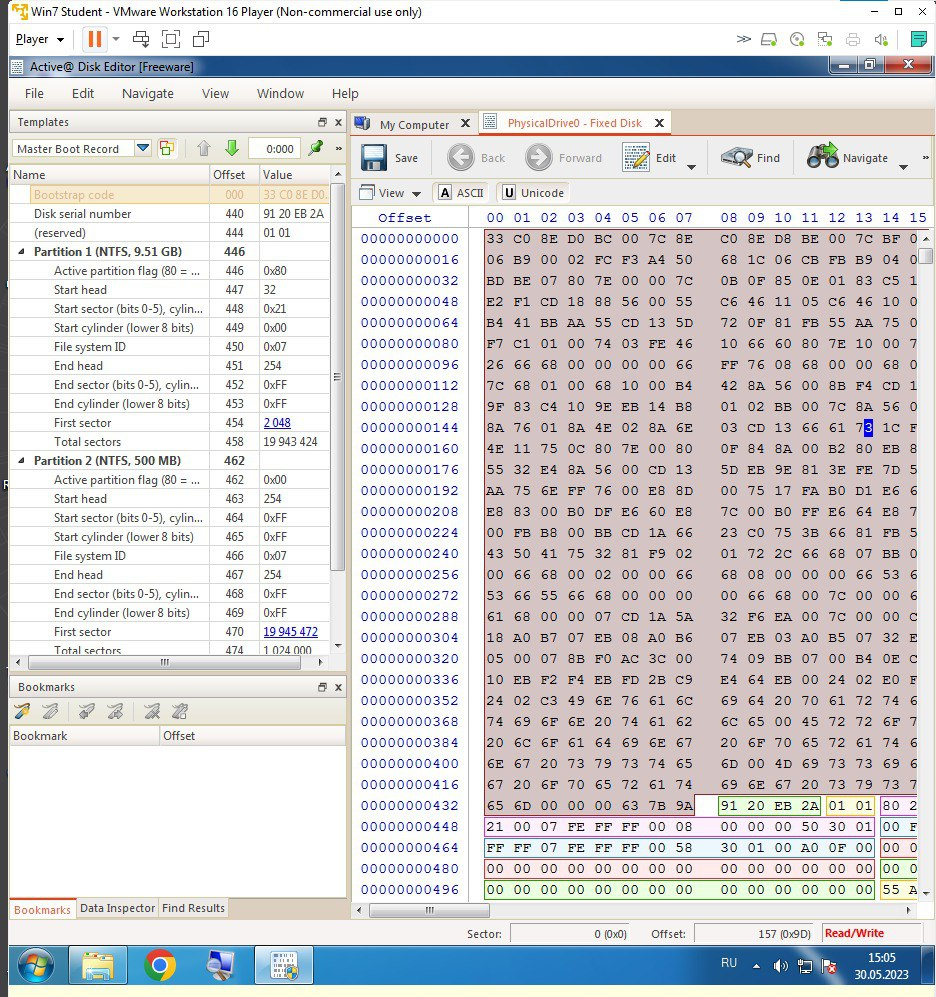 Win7 Student - VMware Workstation 16 Player (Non-commercial use only)
Player
Active@ Disk Editor [Freeware]
File Edit Navigate View Window Help
Templates
Master Boot Record 0:000
Name Offset Value
Bootstrap code 000 33 C0 8E D0.
Disk serial number 440 91 20 EB 2A
(reserved) 444 01 01
Partition 1 (NTFS, 9.51 GB) 446
Active partition flag (80 = ... 446 0x80
Start head 447 32
Start sector (bits 0-5), cylin... 448 0x21
Start cylinder (lower 8 bits) 449 0x00
File system ID 450 0x07
End head 451 254
End sector (bits 0-5), cylin... 452 0xFF
End cylinder (lower 8 bits) 453 0xFF
First sector 454 2 048
Total sectors 458 19 943 424
Partition 2 (NTFS, 500 MB) 462
Active partition flag (80 = ... 462 0x00
Start head 463 254
Start sector (bits 0-5), cylin... 464 0xFF
Start cylinder (lower 8 bits) 465 0xFF
File system ID 466 0x07
End head 467 254
End sector (bits 0-5), cylin... 468 0xFF
End cylinder (lower 8 bits) 469 0xFF
First sector 470 19 945 472
Total sectors 474 1 024 000
Bookmarks
Bookmark Offset
Bookmarks Data Inspector Find Results
My Computer X PhysicalDrive0 - Fixed Disk X
Save Back Forward Edit Find Navigate
View A ASCII U Unicode
Offset 00 01 02 03 04 05 06 07 08 09 10 11 12 13 14 15
00000000000 33 C0 8E D0 BC 00 7C 8E C0 8E D8 BE 00 7C BF 0
00000000016 06 B9 00 02 FC F3 A4 50 68 1C 06 CB FB B9 04 0
00000000032 BD BE 07 80 7E 00 00 7C 0B 0F 85 0E 01 83 C5 1
00000000048 E2 F1 CD 18 88 56 00 55 C6 46 11 05 C6 46 10 0
00000000064 B4 41 BB AA 55 CD 13 5D 72 0F 81 FB 55 AA 75 0
00000000080 F7 C1 01 00 74 03 FE 46 10 66 60 80 7E 10 00 7
00000000096 26 66 68 00 00 00 00 66 FF 76 08 68 00 00 68 0
00000000112 7C 68 01 00 68 10 00 B4 42 8A 56 00 8B F4 CD 1
00000000128 9F 83 C4 10 9E EB 14 B8 01 02 BB 00 7C 8A 56 0
00000000144 8A 76 01 8A 4E 02 8A 6E 03 CD 13 66 61 73 1C F
00000000160 4E 11 75 0C 80 7E 00 80 0F 84 8A 00 B2 80 EB 8
00000000176 55 32 E4 8A 56 00 CD 13 5D EB 9E 81 3E FE 7D 5
00000000192 AA 75 6E FF 76 00 E8 8D 00 75 17 FA B0 D1 E6 6
00000000208 E8 83 00 B0 DF E6 60 E8 7C 00 B0 FF E6 64 E8 7
00000000224 00 FB B8 00 BB CD 1A 66 23 C0 75 3B 66 81 FB 5
00000000240 43 50 41 75 32 81 F9 02 01 72 2C 66 68 07 BB 0
00000000256 00 66 68 00 02 00 00 66 68 08 00 00 00 66 53 6
00000000272 53 66 55 66 68 00 00 00 00 66 68 00 7C 00 00 6
00000000288 61 68 00 00 07 CD 1A 5A 32 F6 EA 00 7C 00 00 C
00000000304 18 A0 B7 07 EB 08 A0 B6 07 EB 03 A0 B5 07 32 E
00000000320 05 00 07 8B F0 AC 3C 00 74 09 BB 07 00 B4 0E C
00000000336 10 EB F2 F4 EB FD 2B C9 E4 64 EB 00 24 02 E0 F
00000000352 24 02 C3 49 6E 76 61 6C 69 64 20 70 61 72 74 6
00000000368 74 69 6F 6E 20 74 61 62 6C 65 00 45 72 72 6F 7
00000000384 20 6C 6F 61 64 69 6E 67 20 6F 70 65 72 61 74 6
00000000400 6E 67 20 73 79 73 74 65 6D 00 4D 69 73 73 69 6
00000000416 67 20 6F 70 65 72 61 74 69 6E 67 20 73 79 73 7
00000000432 65 6D 00 00 00 63 7B 9A 91 20 EB 2A 01 01 80 2
00000000448 21 00 07 FE FF FF 00 08 00 00 00 50 30 01 00 F
00000000464 FF FF 07 FE FF FF 00 58 30 01 00 A0 0F 00 00 0
00000000480 00 00 00 00 00 00 00 00 00 00 00 00 00 00 00 0
00000000496 00 00 00 00 00 00 00 00 00 00 00 00 00 00 55 A
Sector: 0 (0x0) Offset: 157 (0x9D) Read/Write
RU 15:05
30.05.2023